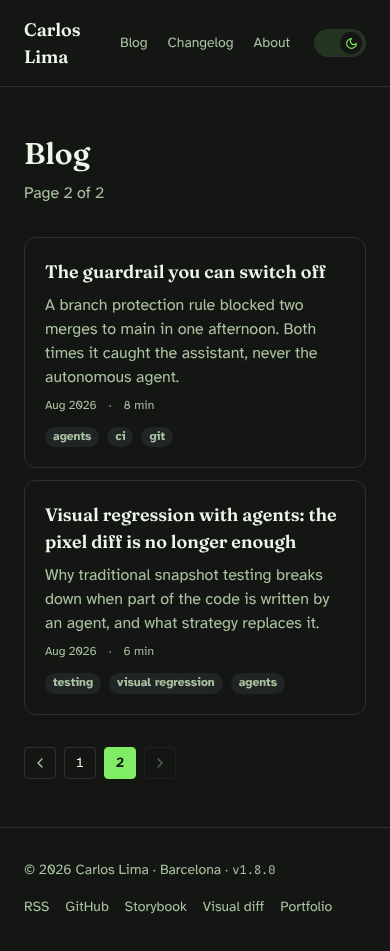 Carlos
Lima
Blog Changelog About
Blog
Page 2 of 2
The guardrail you can switch off
A branch protection rule blocked two
merges to main in one afternoon. Both
times it caught the assistant, never the
autonomous agent.
Aug 2026 · 8 min
agents ci git
Visual regression with agents: the
pixel diff is no longer enough
Why traditional snapshot testing breaks
down when part of the code is written by
an agent, and what strategy replaces it.
Aug 2026 · 6 min
testing visual regression agents
1 2
© 2026 Carlos Lima · Barcelona · v1.8.0
RSS GitHub Storybook Visual diff Portfolio